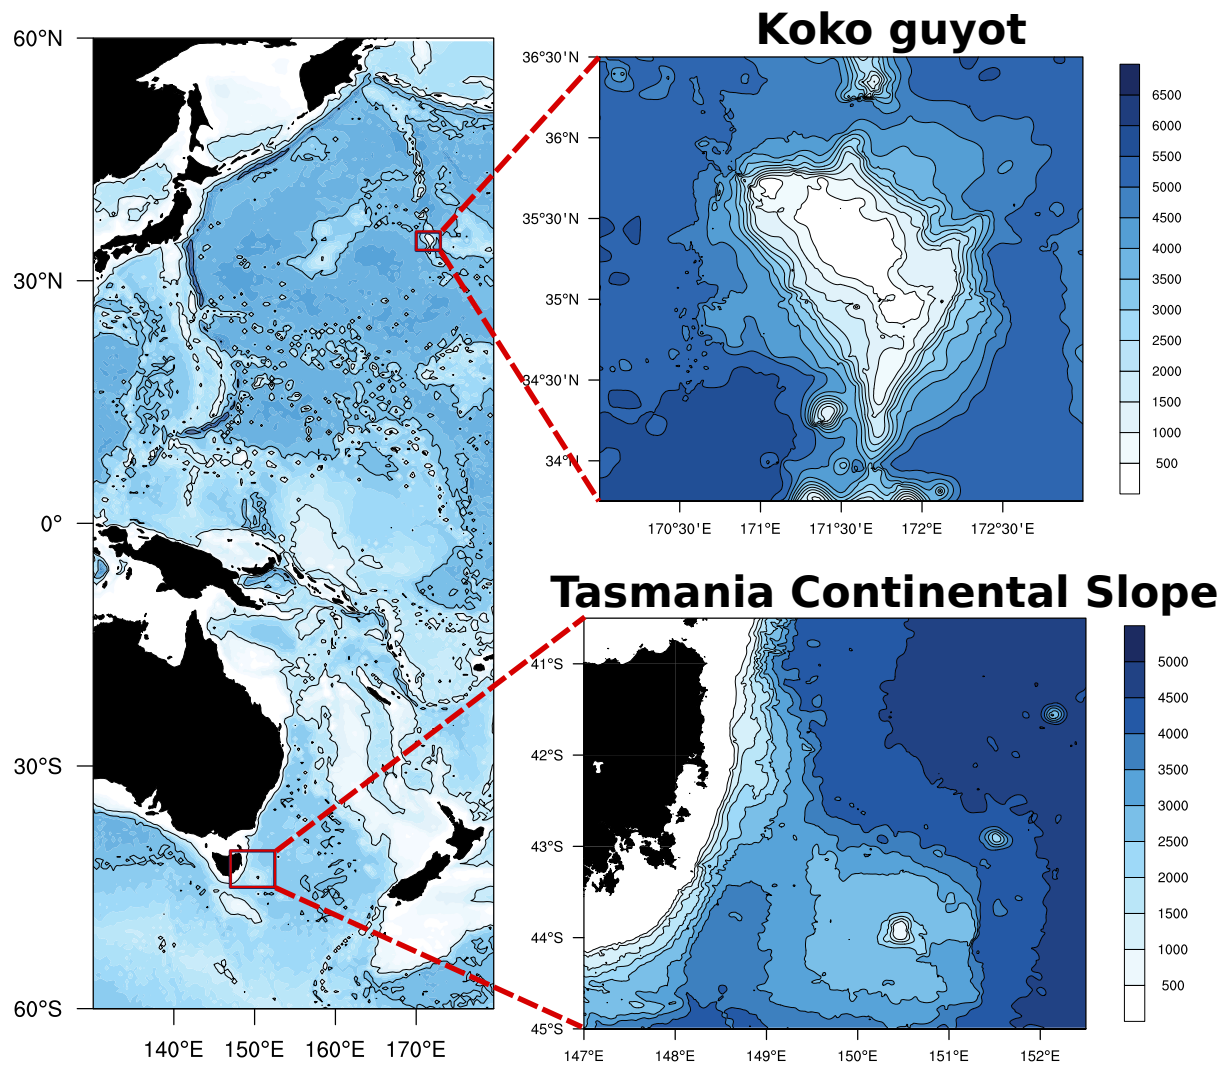 Koko guyot
60°N
30°N
0°
30°S
60°S
140°E 150°E 160°E 170°E
36°30'N
36°N
35°30'N
35°N
34°30'N
34°N
170°30'E 171°E 171°30'E 172°E 172°30'E
6500
6000
5500
5000
4500
4000
3500
3000
2500
2000
1500
1000
500
Tasmania Continental Slope
41°S
42°S
43°S
44°S
45°S
147°E 148°E 149°E 150°E 151°E 152°E
5000
4500
4000
3500
3000
2500
2000
1500
1000
500